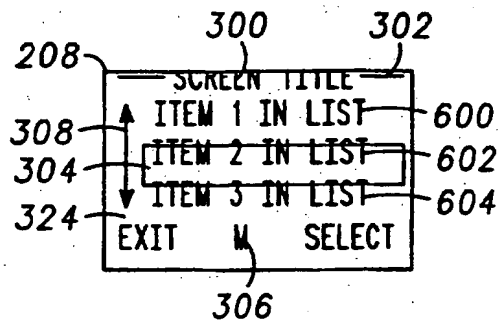 300 302
208
SCREEN TITLE
ITEM 1 IN LIST 600
308
ITEM 2 IN LIST 602
304
ITEM 3 IN LIST 604
324
EXIT M SELECT
306